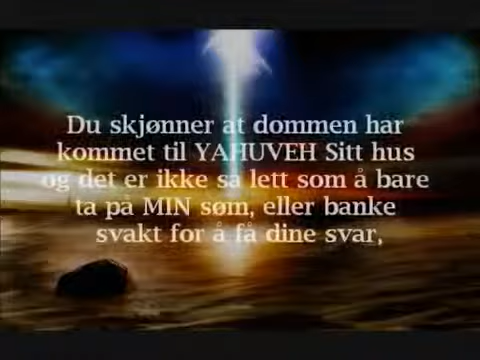 Du skjønner at dommen har
kommet til YAHUVEH Sitt hus
og det er ikke så lett som å bare
ta på MIN søm, eller banke
svakt for å få dine svar,